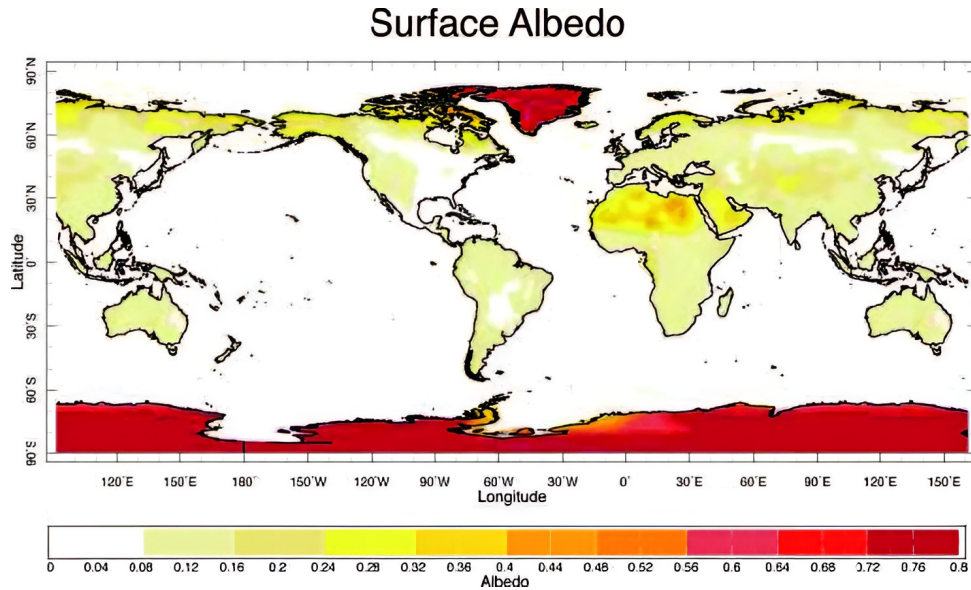 Surface Albedo
90°N
60°N
30°N
0°
30°S
60°S
90°S
Latitude
120°E 150°E 180° 150°W 120°W 90°W 60°W 30°W 0° 30°E 60°E 90°E 120°E 150°E
Longitude
0 0.04 0.08 0.12 0.16 0.2 0.24 0.28 0.32 0.36 0.4 0.44 0.48 0.52 0.56 0.6 0.64 0.68 0.72 0.76 0.8
Albedo